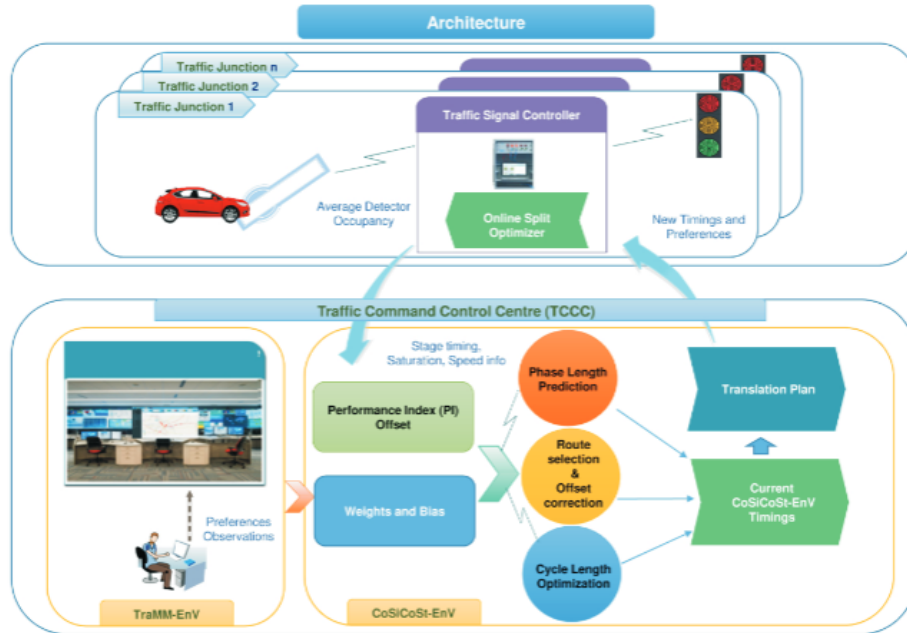 Architecture
Traffic Junction n
Traffic Junction 2
Traffic Junction 1
Traffic Signal Controller
Average Detector
Occupancy
Online Split
Optimizer
New Timings and
Preferences
Traffic Command Control Centre (TCCC)
Stage timing,
Saturation, Speed info
Performance Index (PI)
Offset
Weights and Bias
Preferences
Observations
Phase Length
Prediction
Route
selection
&
Offset
correction
Cycle Length
Optimization
Translation Plan
Current
CoSiCoSt-EnV
Timings
TraMM-EnV
CoSiCoSt-EnV